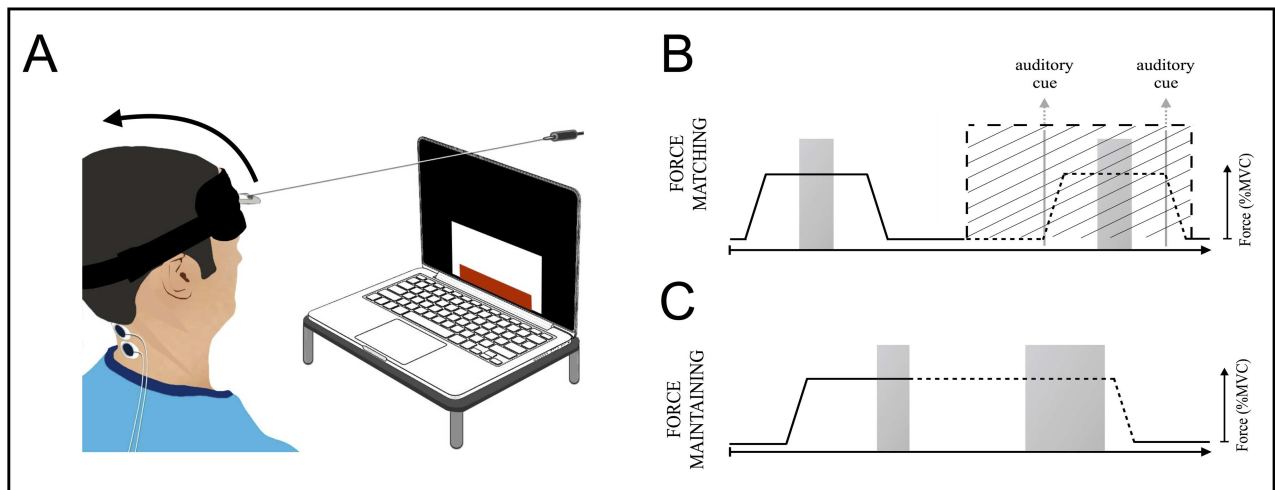 A
B
auditory
cue
auditory
cue
FORCE
MATCHING
Force (%MVC)
C
FORCE
MAINTAINING
Force (%MVC)